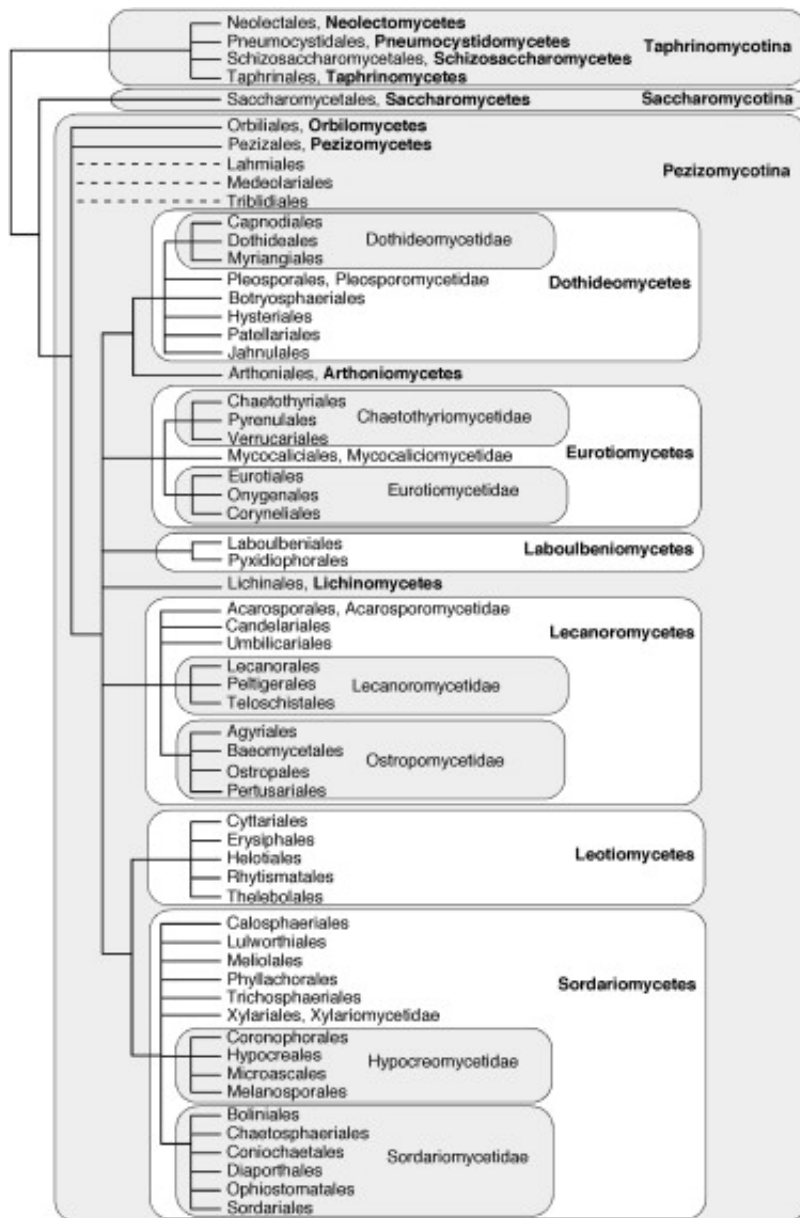 Neolectales, Neolectomycetes
Pneumocystidales, Pneumocystidomycetes
Taphrinomycotina
Schizosaccharomycetales, Schizosaccharomycetes
Taphrinales, Taphrinomycetes
Saccharomycetales, Saccharomycetes
Saccharomycotina
Orbiliales, Orbilomycetes
Pezizales, Pezizomycetes
Lahmiales
Pezizomycotina
Medeolariales
Triblidiales
Capnodiales
Dothideales
Dothideomycetidae
Myriangiales
Pleosporales, Pleosporomycetidae
Dothideomycetes
Botryosphaeriales
Hysteriales
Patellariales
Jahnulales
Arthoniales, Arthoniomycetes
Chaetothyriales
Pyrenulales
Chaetothyriomycetidae
Verrucariales
Mycocaliciales, Mycocaliciomycetidae
Eurotiomycetes
Eurotiales
Onygenales
Eurotiomycetidae
Coryneliales
Laboulbeniales
Laboulbeniomycetes
Pyxidiophorales
Lichinales, Lichinomycetes
Acarosporales, Acarosporomycetidae
Candelariales
Lecanoromycetes
Umbilicariales
Lecanorales
Peltigerales
Lecanoromycetidae
Teloschistales
Agyriales
Baeomycetales
Ostropomycetidae
Ostropales
Pertusariales
Cyttariales
Erysiphales
Helotiales
Leotiomycetes
Rhytismatales
Thelebolales
Calosphaeriales
Lulworthiales
Meliolales
Phyllachorales
Sordariomycetes
Trichosphaeriales
Xylariales, Xylariomycetidae
Coronophorales
Hypocreales
Hypocreomycetidae
Microascales
Melanosporales
Boliniales
Chaetosphaeriales
Coniochaetales
Sordariomycetidae
Diaporthales
Ophiostomatales
Sordariales